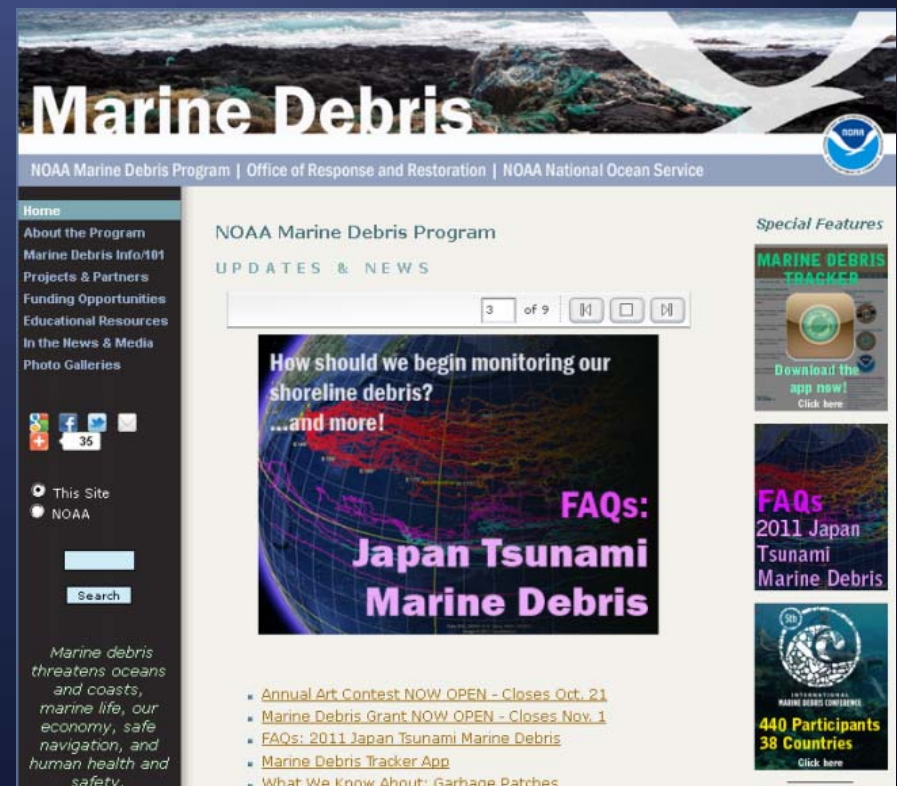 Marine Debris
NOAA
NOAA Marine Debris Program | Office of Response and Restoration | NOAA National Ocean Service
Home
About the Program
Marine Debris Info/101
Projects & Partners
Funding Opportunities
Educational Resources
In the News & Media
Photo Galleries
35
This Site
NOAA
Search
Marine debris
threatens oceans
and coasts,
marine life, our
economy, safe
navigation, and
human health and
safety.
NOAA Marine Debris Program
UPDATES & NEWS
3 of 9
How should we begin monitoring our
shoreline debris?
...and more!
FAQs:
Japan Tsunami
Marine Debris
Annual Art Contest NOW OPEN - Closes Oct. 21
Marine Debris Grant NOW OPEN - Closes Nov. 1
FAQs: 2011 Japan Tsunami Marine Debris
Marine Debris Tracker App
What We Know About: Garbage Patches
Special Features
MARINE DEBRIS
TRACKER
Download the
app now!
Click here
FAQs
2011 Japan
Tsunami
Marine Debris
5th
INTERNATIONAL
MARINE DEBRIS CONFERENCE
440 Participants
38 Countries
Click here